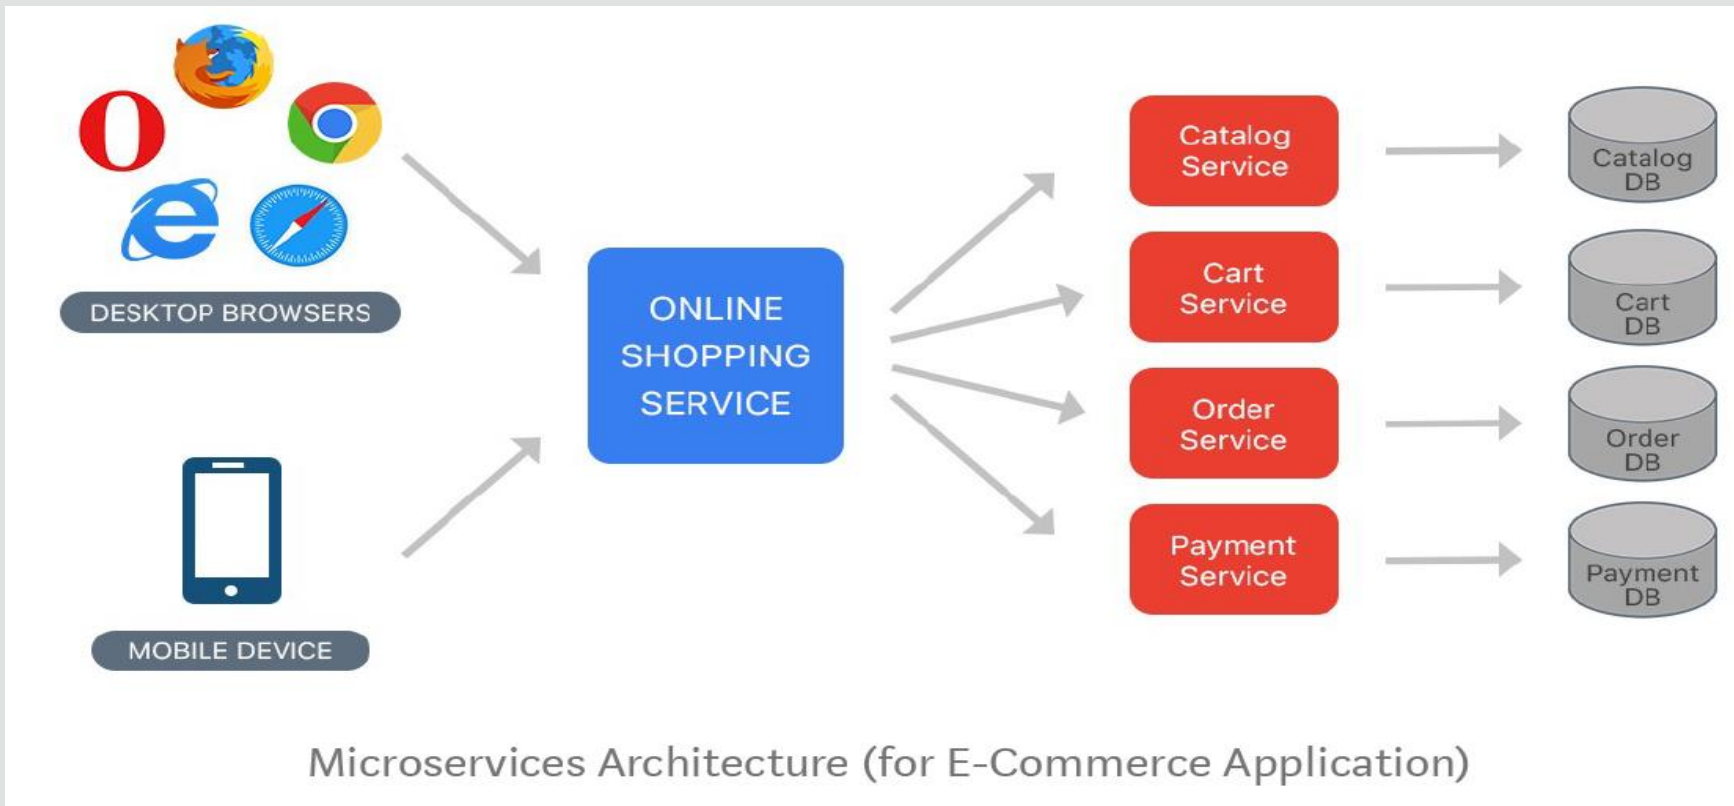 DESKTOP BROWSERS
MOBILE DEVICE
ONLINE
SHOPPING
SERVICE
Catalog
Service
Cart
Service
Order
Service
Payment
Service
Catalog
DB
Cart
DB
Order
DB
Payment
DB
Microservices Architecture (for E-Commerce Application)